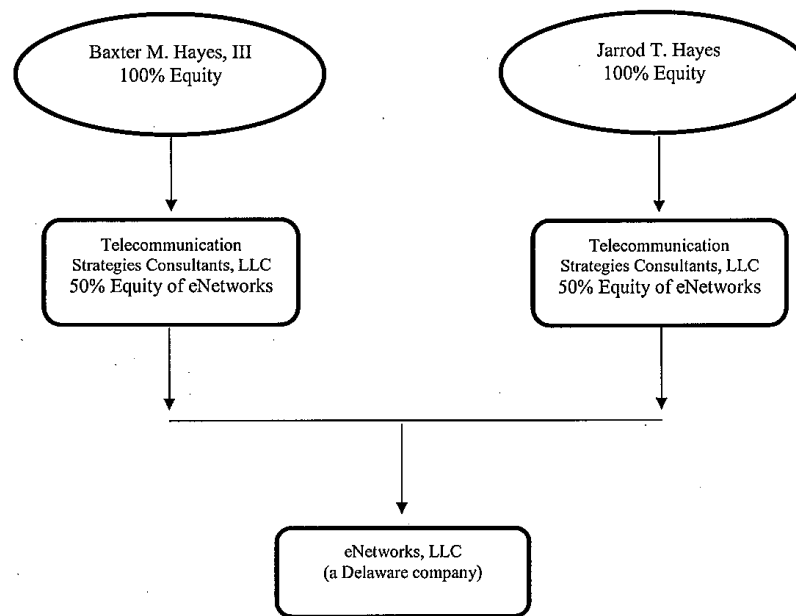 Baxter M. Hayes, III
100% Equity
Jarrod T. Hayes
100% Equity
Telecommunication
Strategies Consultants, LLC
50% Equity of eNetworks
Telecommunication
Strategies Consultants, LLC
50% Equity of eNetworks
eNetworks, LLC
(a Delaware company)